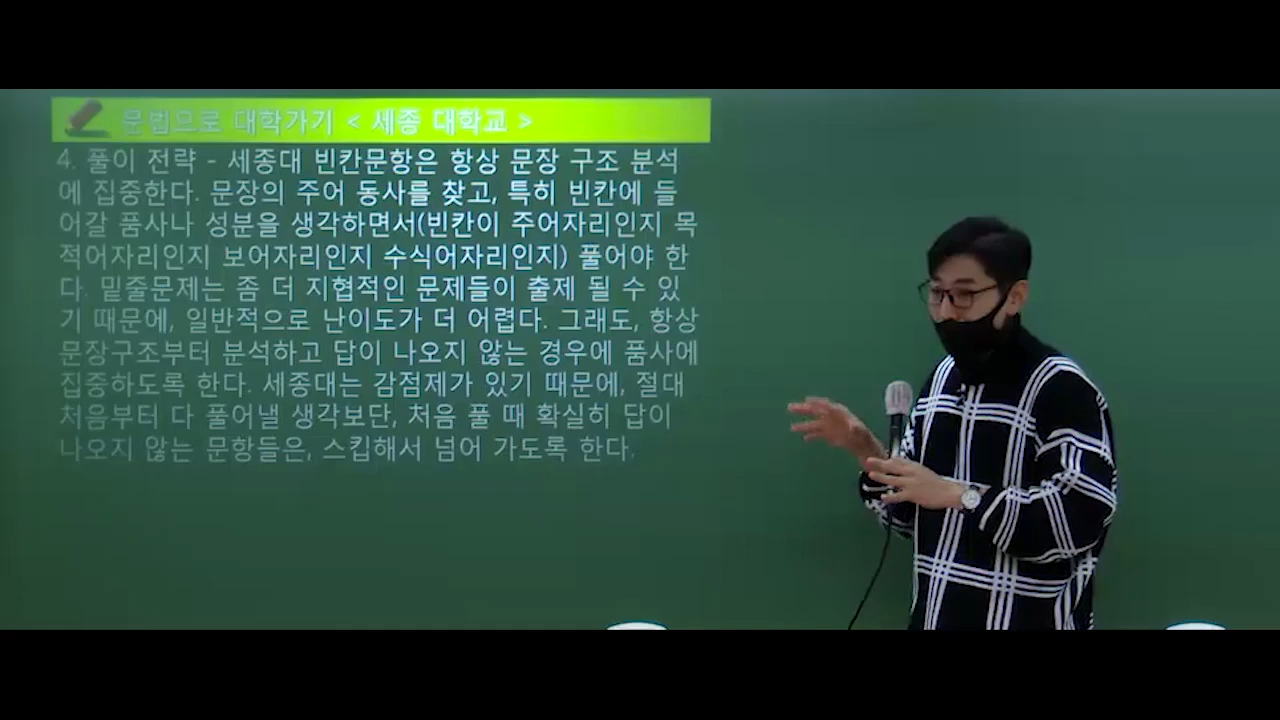 문법으로 대학가기 < 세종 대학교 >
4. 풀이 전략 - 세종대 빈칸문항은 항상 문장 구조 분석
에 집중한다. 문장의 주어 동사를 찾고, 특히 빈칸에 들
어갈 품사나 성분을 생각하면서(빈칸이 주어자리인지 목
적어자리인지 보어자리인지 수식어자리인지) 풀어야 한
다. 밑줄문제는 좀 더 지협적인 문제들이 출제 될 수 있
기 때문에, 일반적으로 난이도가 더 어렵다. 그래도, 항상
문장구조부터 분석하고 답이 나오지 않는 경우에 품사에
집중하도록 한다. 세종대는 감점제가 있기 때문에, 절대
처음부터 다 풀어낼 생각보단, 처음 풀 때 확실히 답이
나오지 않는 문항들은, 스킵해서 넘어 가도록 한다.